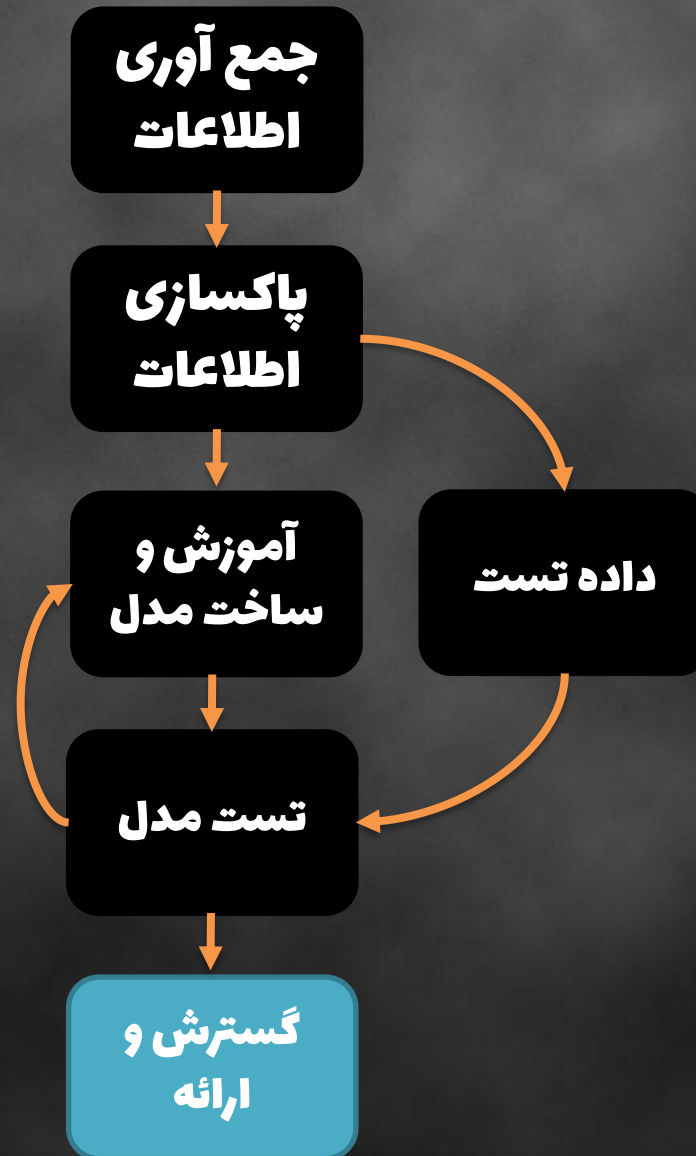 جمع آوری
اطلاعات
پاکسازی
اطلاعات
آموزش و
ساخت مدل
داده تست
تست مدل
گسترش و
ارائه